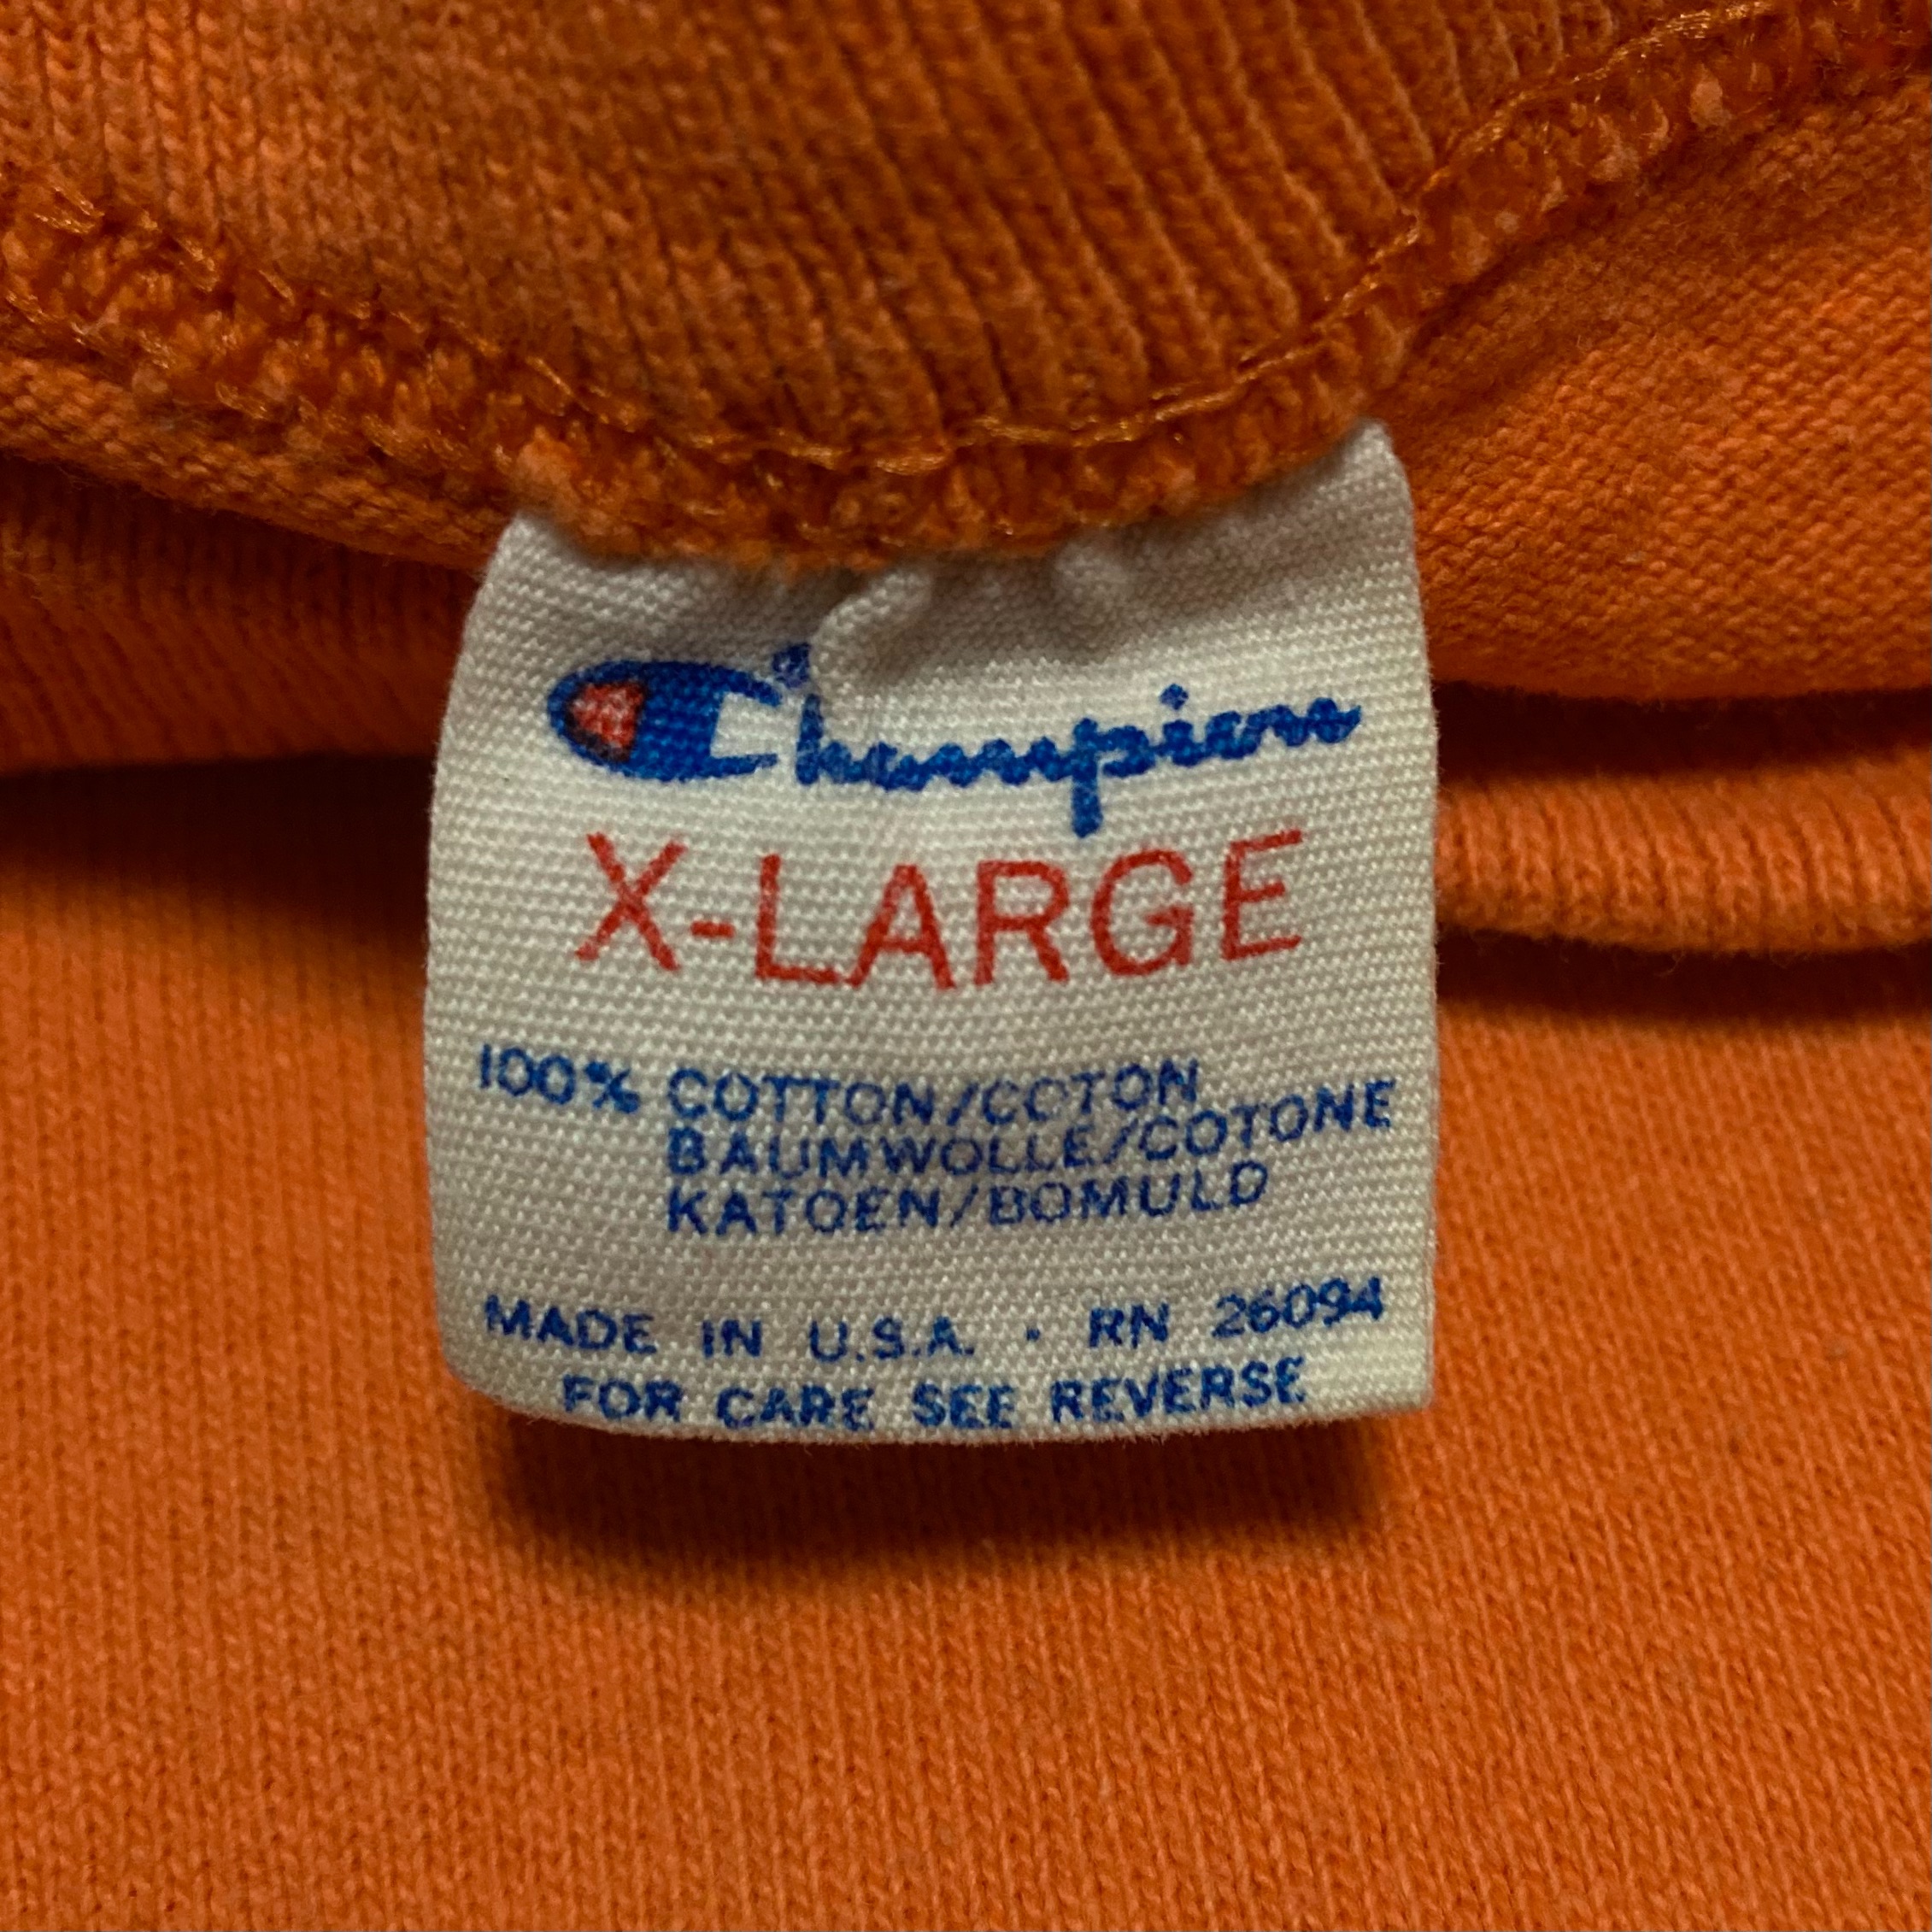 Champion
X-LARGE
100% COTTON/COTON
BAUMWOLLE/COTONE
KATOEN/BOMULD
MADE IN U.S.A. · RN 26094
FOR CARE SEE REVERSE